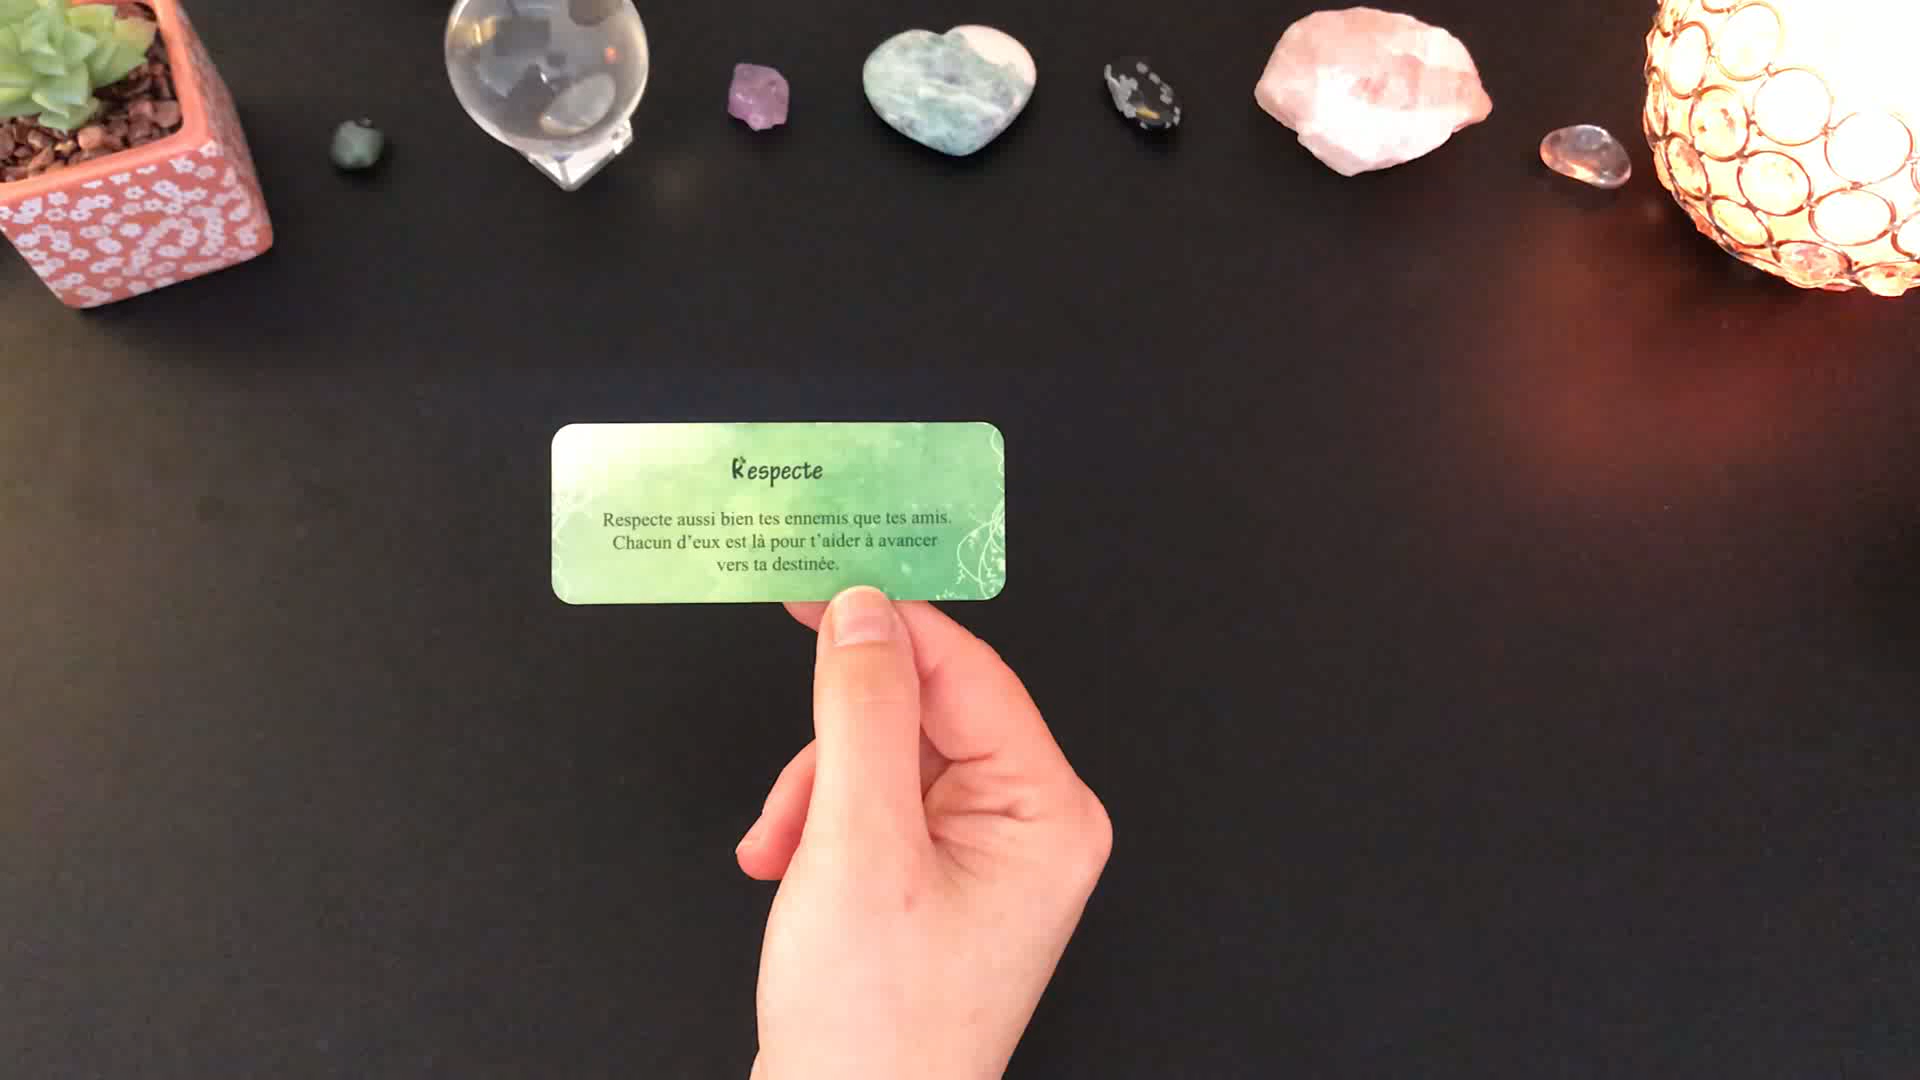 Respecte
Respecte aussi bien tes ennemis que tes amis.
Chacun d'eux est là pour t'aider à avancer
vers ta destinée.